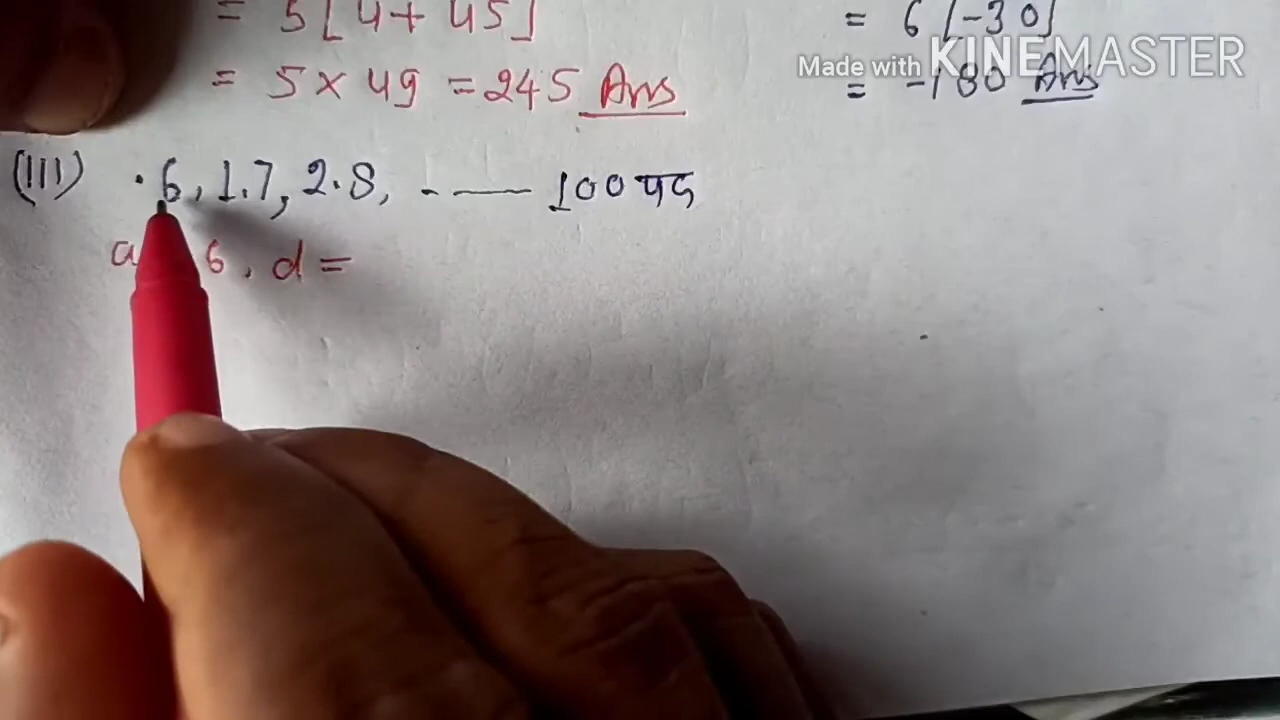 = 5[4+45]
= 5×49 =245 Ans
= 6[-30]
= -180 Ans
Made with KINEMASTER
(III) .6, 1.7, 2.8, .—— 100 पद
a 6, d =